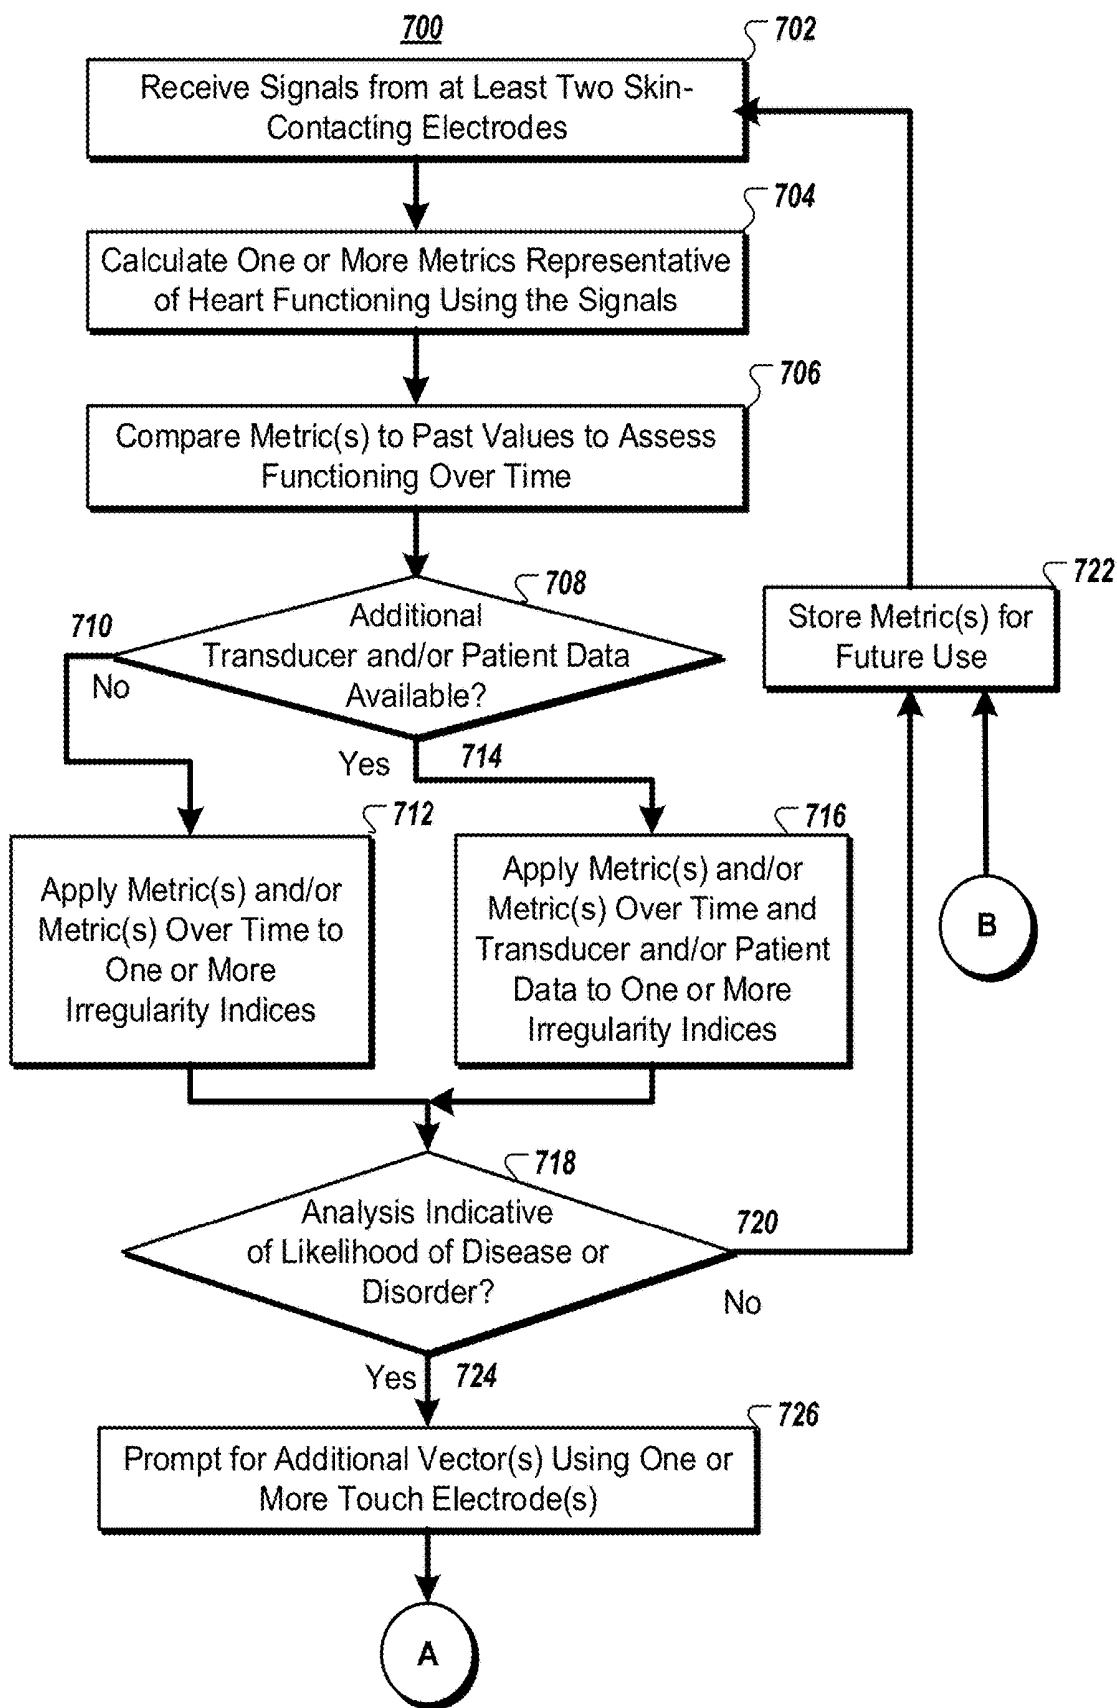 700
702
Receive Signals from at Least Two Skin-
Contacting Electrodes
704
Calculate One or More Metrics Representative
of Heart Functioning Using the Signals
706
Compare Metric(s) to Past Values to Assess
Functioning Over Time
708
Additional
Transducer and/or Patient Data
Available?
710
No
Yes
714
722
Store Metric(s) for
Future Use
712
Apply Metric(s) and/or
Metric(s) Over Time to
One or More
Irregularity Indices
716
Apply Metric(s) and/or
Metric(s) Over Time and
Transducer and/or Patient
Data to One or More
Irregularity Indices
B
718
Analysis Indicative
of Likelihood of Disease or
Disorder?
720
No
Yes
724
726
Prompt for Additional Vector(s) Using One or
More Touch Electrode(s)
A